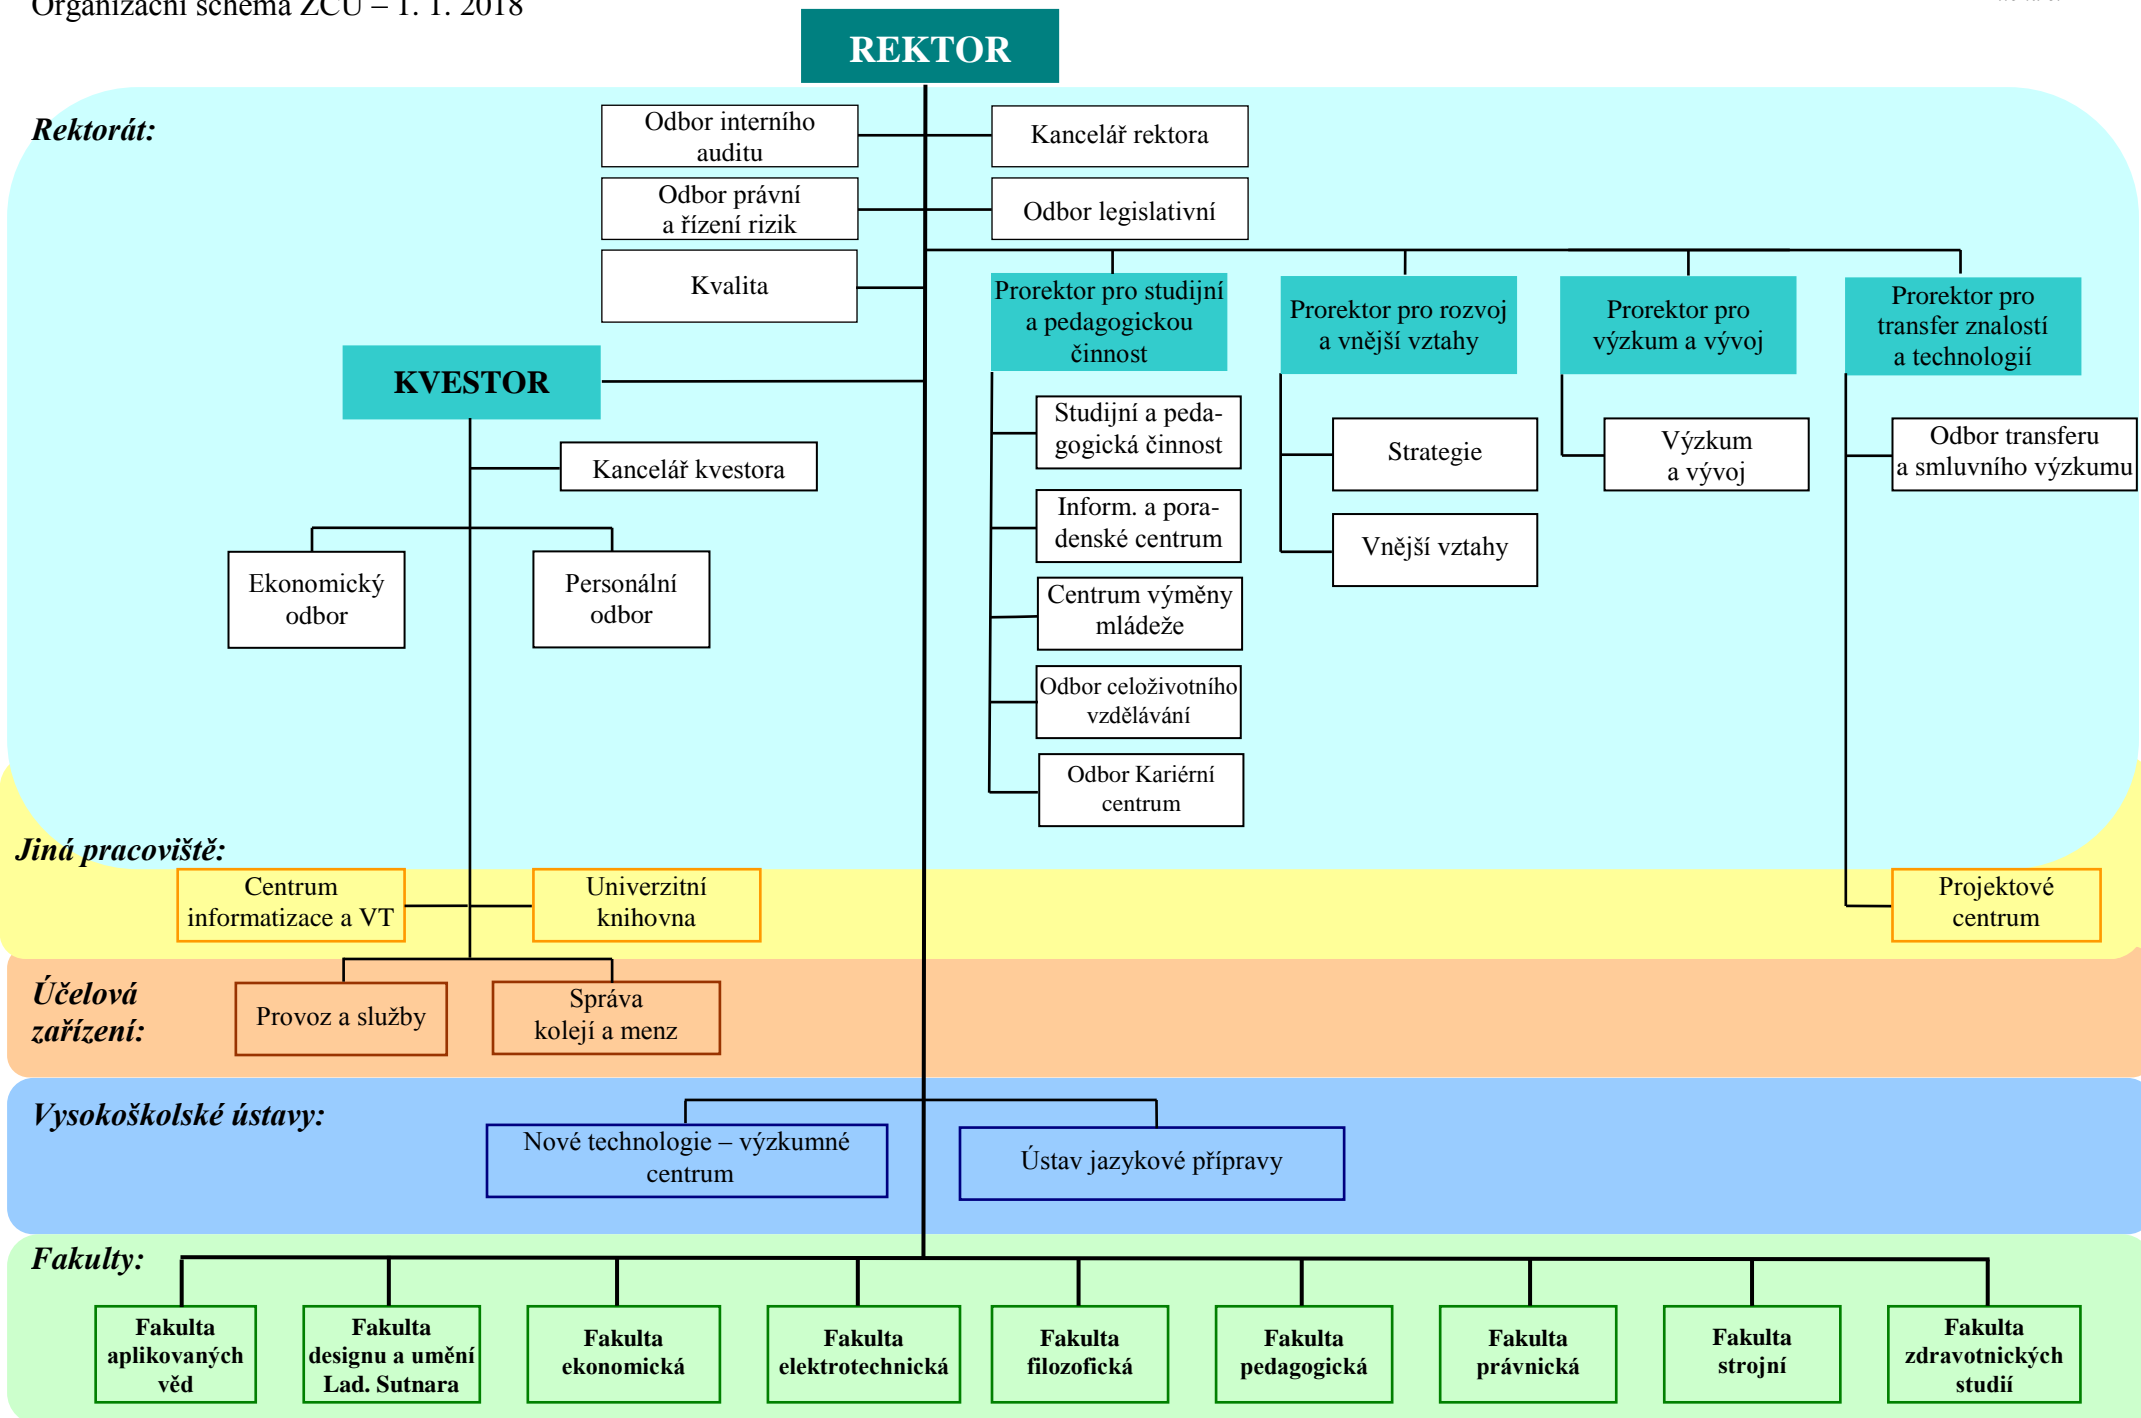 Organizační schéma ZČU – 1. 1. 2018
REKTOR
Rektorát:
Odbor interního
auditu
Kancelář rektora
Odbor právní
a řízení rizik
Odbor legislativní
Kvalita
Prorektor pro studijní
a pedagogickou
činnost
Prorektor pro rozvoj
a vnější vztahy
Prorektor pro
výzkum a vývoj
Prorektor pro
transfer znalostí
a technologií
KVESTOR
Kancelář kvestora
Ekonomický
odbor
Personální
odbor
Studijní a peda-
gogická činnost
Inform. a pora-
denské centrum
Centrum výměny
mládeže
Odbor celoživotního
vzdělávání
Odbor Kariérní
centrum
Strategie
Vnější vztahy
Výzkum
a vývoj
Odbor transferu
a smluvního výzkumu
Jiná pracoviště:
Centrum
informatizace a VT
Univerzitní
knihovna
Projektové
centrum
Účelová
zařízení:
Provoz a služby
Správa
kolejí a menz
Vysokoškolské ústavy:
Nové technologie – výzkumné
centrum
Ústav jazykové přípravy
Fakulty:
Fakulta
aplikovaných
věd
Fakulta
designu a umění
Lad. Sutnara
Fakulta
ekonomická
Fakulta
elektrotechnická
Fakulta
filozofická
Fakulta
pedagogická
Fakulta
právnická
Fakulta
strojní
Fakulta
zdravotnických
studií